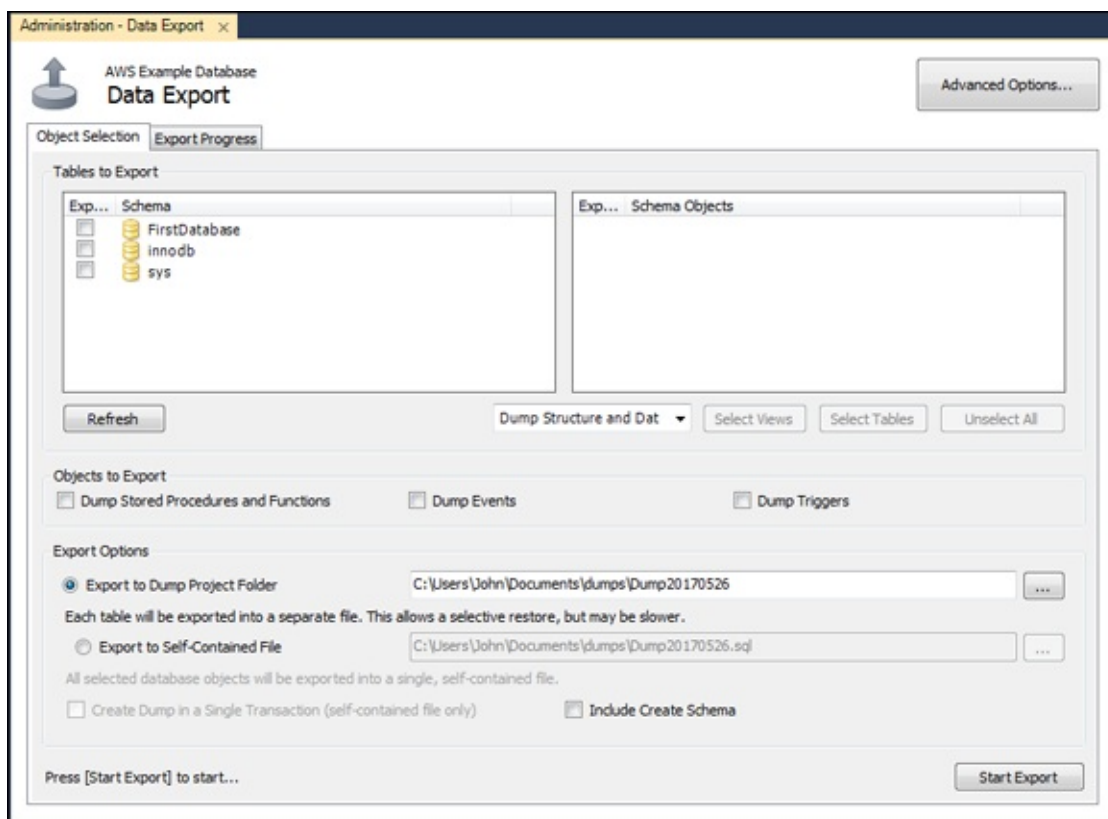 Administration - Data Export ×
AWS Example Database
Data Export
Advanced Options...
Object Selection
Export Progress
Tables to Export
Exp... Schema
FirstDatabase
innodb
sys
Exp... Schema Objects
Refresh
Dump Structure and Dat
Select Views
Select Tables
Unselect All
Objects to Export
Dump Stored Procedures and Functions
Dump Events
Dump Triggers
Export Options
Export to Dump Project Folder
C:\Users\John\Documents\dumps\Dump20170526
...
Each table will be exported into a separate file. This allows a selective restore, but may be slower.
Export to Self-Contained File
C:\Users\John\Documents\dumps\Dump20170526.sql
...
All selected database objects will be exported into a single, self-contained file.
Create Dump in a Single Transaction (self-contained file only)
Include Create Schema
Press [Start Export] to start...
Start Export